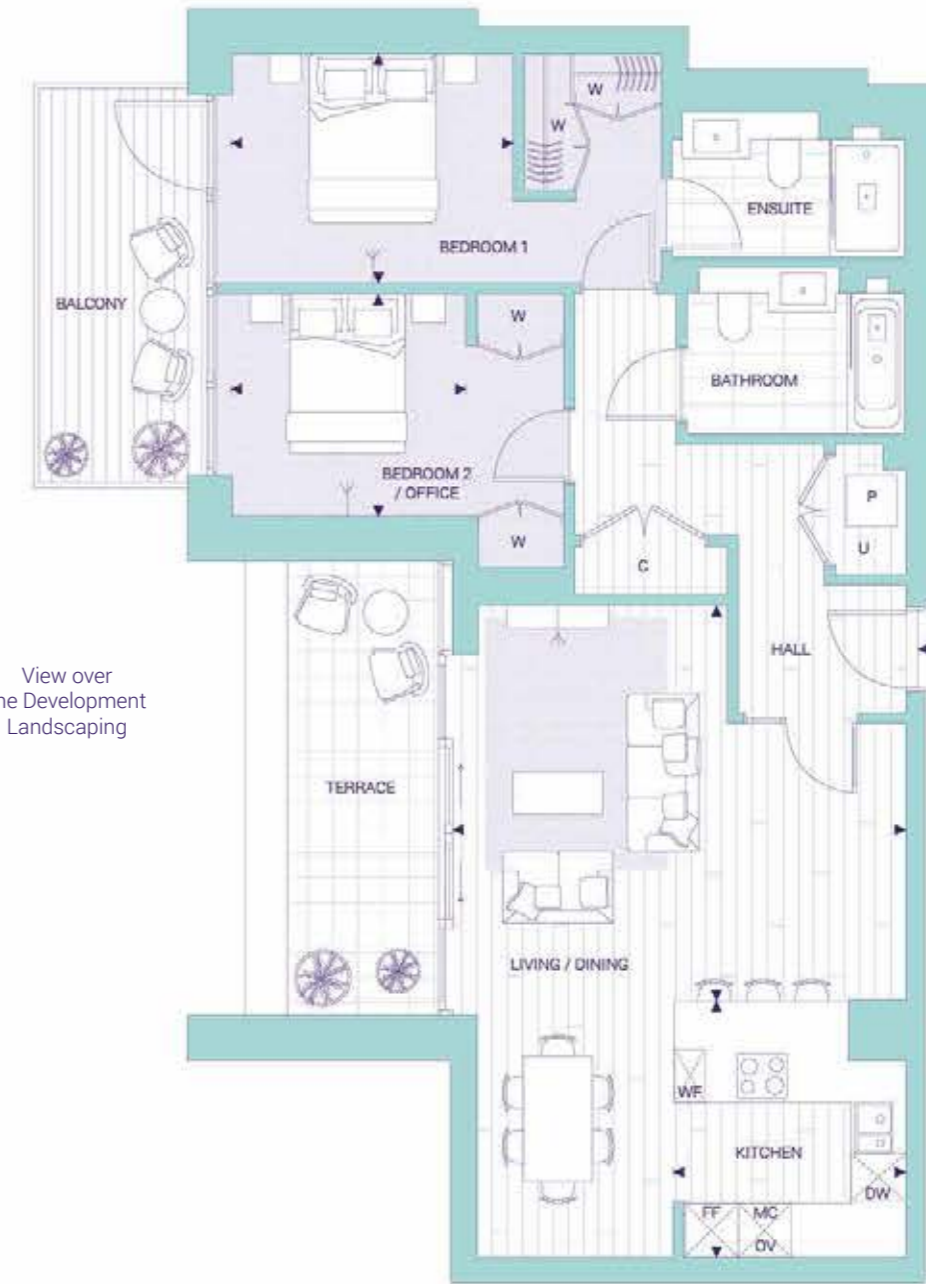 W
W
ENSUITE
BEDROOM 1
BALCONY
W
BATHROOM
BEDROOM 2
/ OFFICE
P
U
W
C
HALL
View over
he Development
Landscaping
TERRACE
LIVING / DINING
WF
KITCHEN
DW
FF
MC
OV